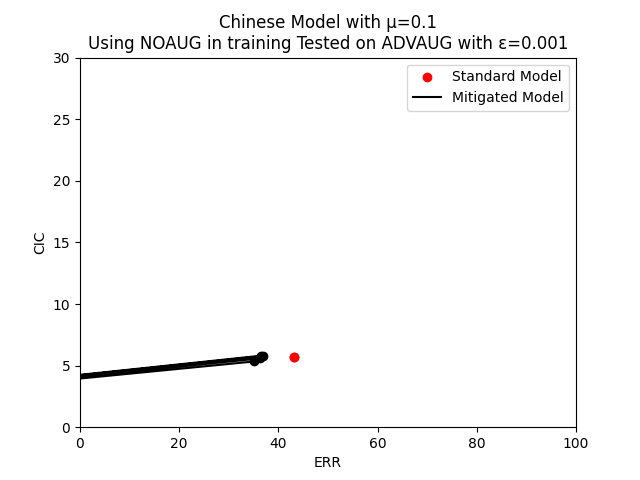 Chinese Model with μ=0.1
Using NOAUG in training Tested on ADVAUG with ε=0.001
30
25
20
15
10
5
0
CIC
Standard Model
Mitigated Model
0 20 40 60 80 100
ERR